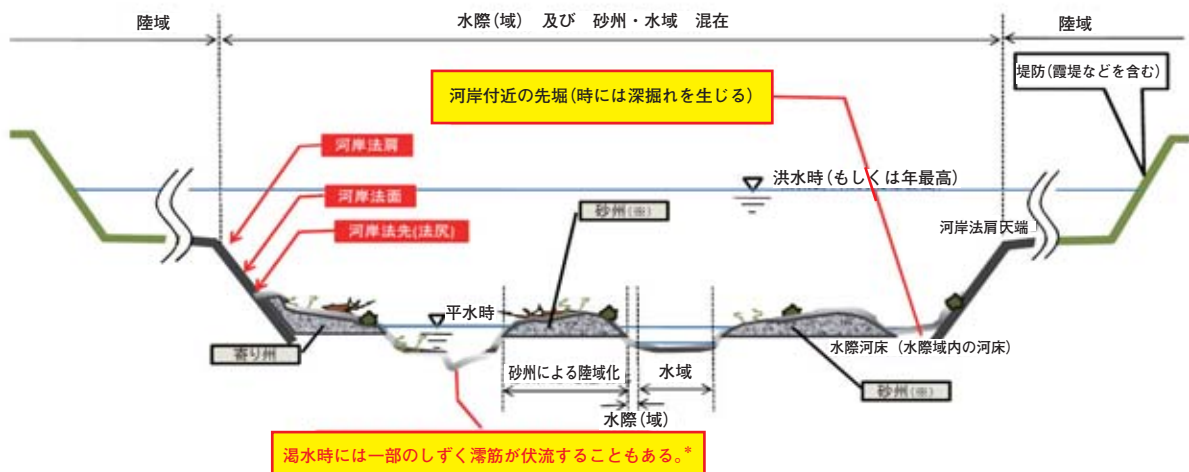 陸域
水際(域)　及び　砂州・水域　混在
陸域
堤防(霞堤などを含む)
河岸付近の先堀(時には深掘れを生じる)
河岸法肩
洪水時(もしくは年最高)
河岸法面
砂州(※)
河岸法先(法尻)
河岸法肩天端
平水時
寄り州
水際河床（水際域内の河床）
砂州による陸域化
水域
砂州(※)
水際(域)
渇水時には一部のしずく澪筋が伏流することもある。*